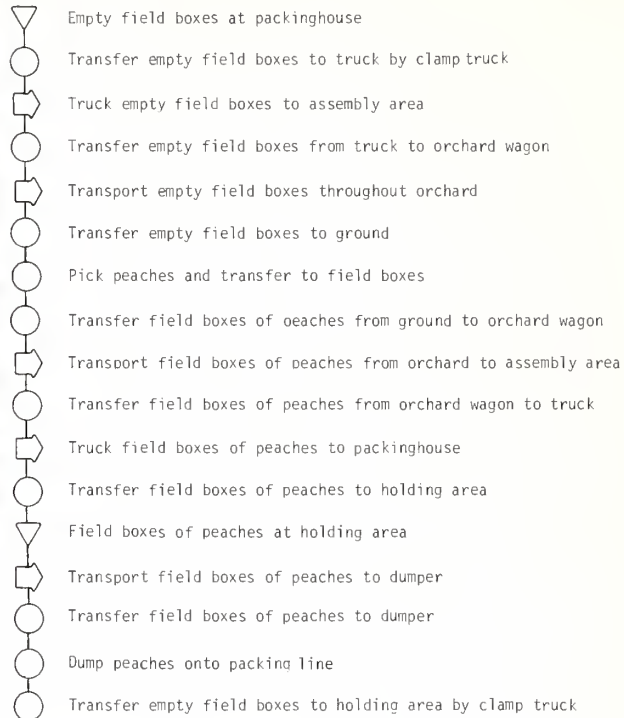 Empty field boxes at packinghouse
Transfer empty field boxes to truck by clamp truck
Truck empty field boxes to assembly area
Transfer empty field boxes from truck to orchard wagon
Transport empty field boxes throughout orchard
Transfer empty field boxes to ground
Pick peaches and transfer to field boxes
Transfer field boxes of oeaches from ground to orchard wagon
Transport field boxes of peaches from orchard to assembly area
Transfer field boxes of peaches from orchard wagon to truck
Truck field boxes of peaches to packinghouse
Transfer field boxes of peaches to holding area
Field boxes of peaches at holding area
Transport field boxes of peaches to dumper
Transfer field boxes of peaches to dumper
Dump peaches onto packing line
Transfer empty field boxes to holding area by clamp truck